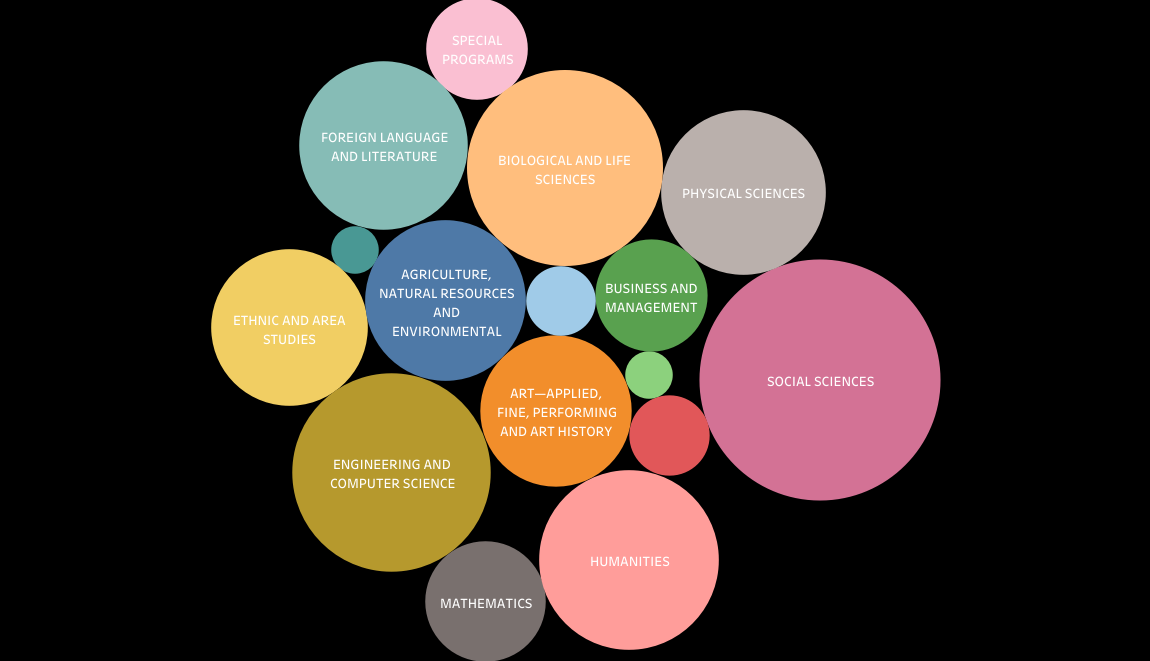 SPECIAL
PROGRAMS
FOREIGN LANGUAGE
AND LITERATURE
BIOLOGICAL AND LIFE
SCIENCES
PHYSICAL SCIENCES
AGRICULTURE,
NATURAL RESOURCES
AND
ENVIRONMENTAL
BUSINESS AND
MANAGEMENT
ETHNIC AND AREA
STUDIES
SOCIAL SCIENCES
ART—APPLIED,
FINE, PERFORMING
AND ART HISTORY
ENGINEERING AND
COMPUTER SCIENCE
HUMANITIES
MATHEMATICS